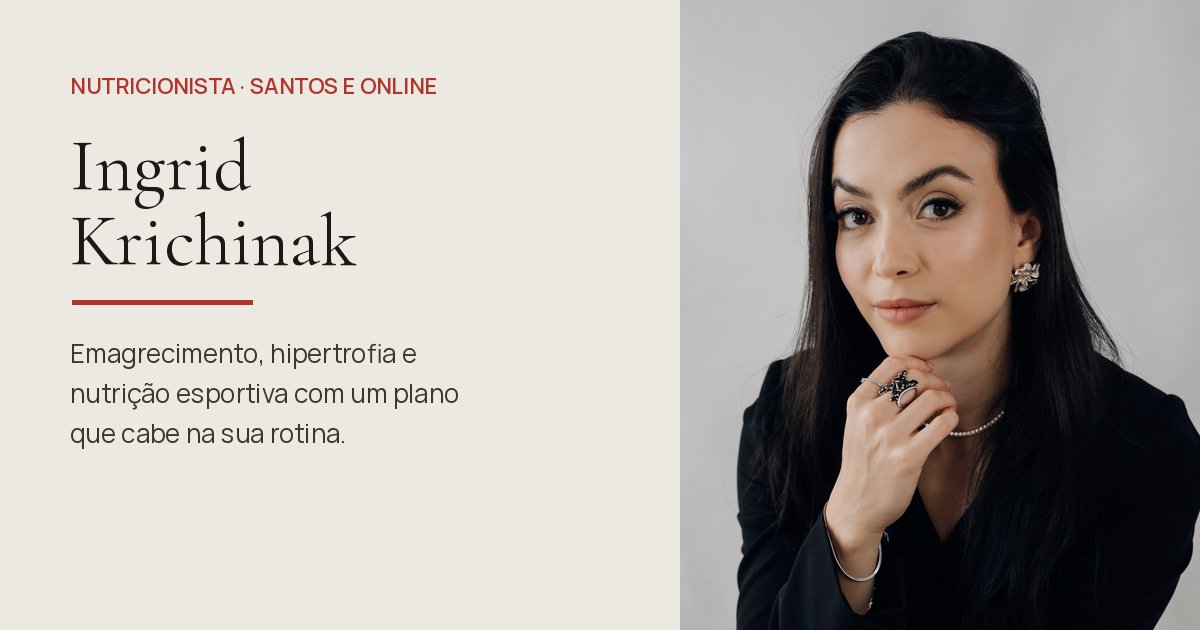 NUTRICIONISTA · SANTOS E ONLINE
Ingrid
Krichinak
Emagrecimento, hipertrofia e
nutrição esportiva com um plano
que cabe na sua rotina.